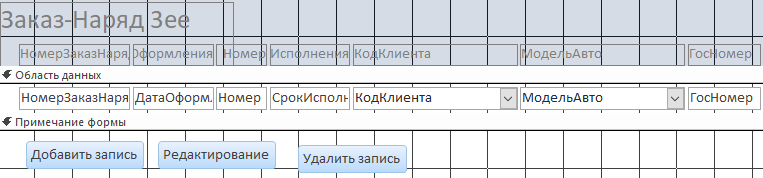 Заказ-Наряд Зее
НомерЗаказНаряд Оформления Номер Исполнения КодКлиента МодельАвто ГосНомер
Область данных
НомерЗаказНаря ДатаОформ. Номер СрокИсполн КодКлиента МодельАвто ГосНомер
Примечание формы
Добавить запись Редактирование Удалить запись